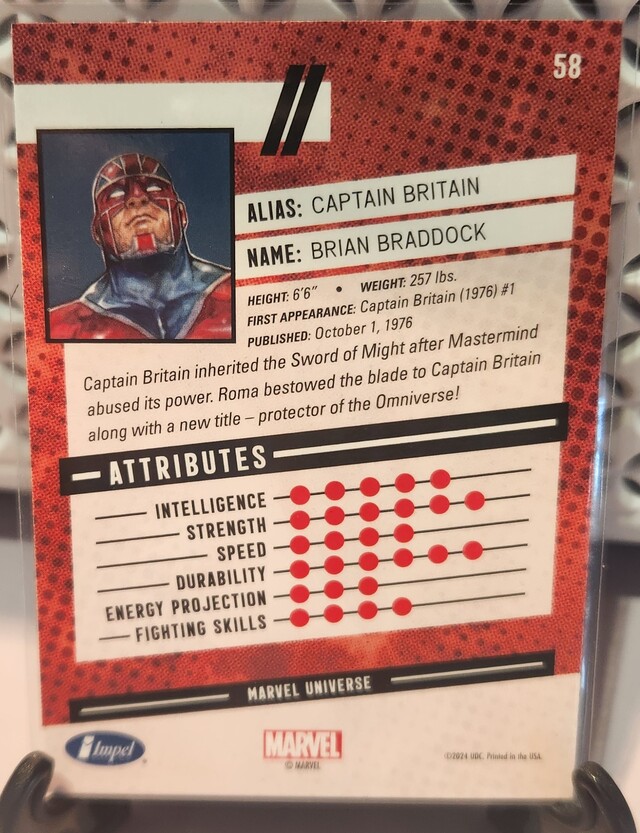 58
ALIAS: CAPTAIN BRITAIN
NAME: BRIAN BRADDOCK
HEIGHT: 6'6" • WEIGHT: 257 lbs.
FIRST APPEARANCE: Captain Britain (1976) #1
PUBLISHED: October 1, 1976
Captain Britain inherited the Sword of Might after Mastermind
abused its power. Roma bestowed the blade to Captain Britain
along with a new title – protector of the Omniverse!
ATTRIBUTES
INTELLIGENCE
STRENGTH
SPEED
DURABILITY
ENERGY PROJECTION
FIGHTING SKILLS
MARVEL UNIVERSE
iImpel
MARVEL
© MARVEL
©2024 UDC. Printed in the USA.